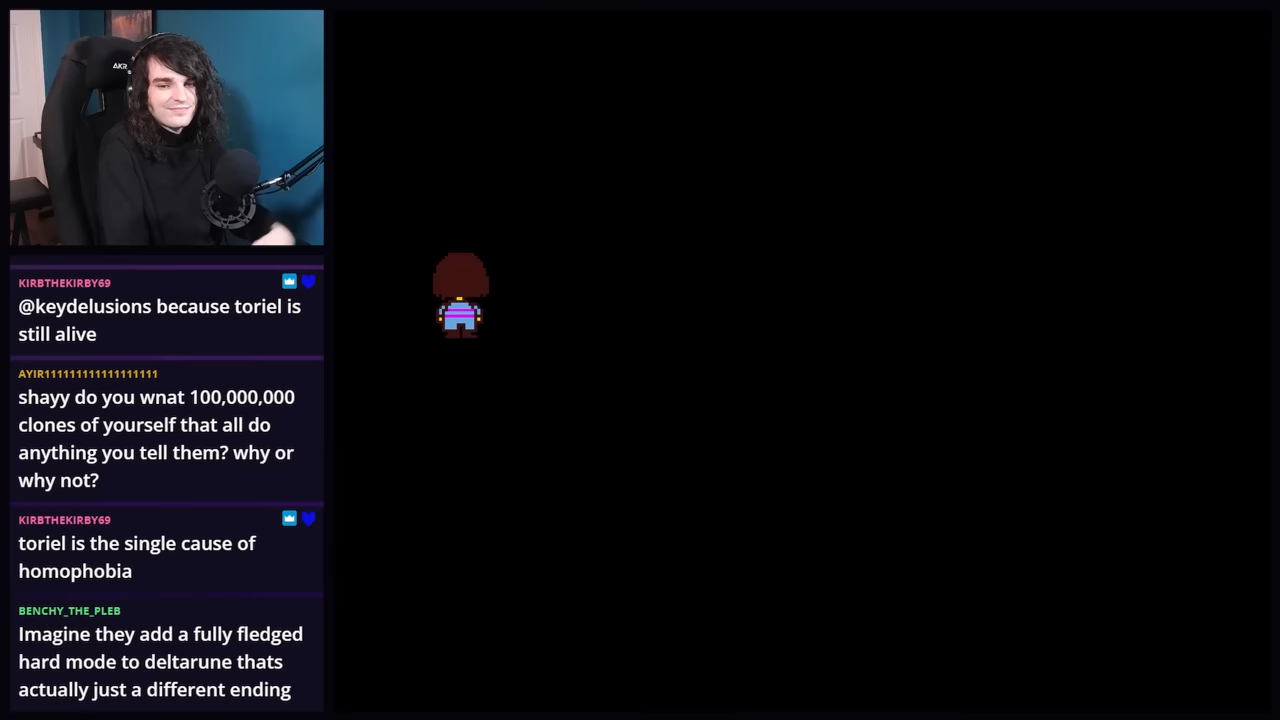 AKR
KIRBTHEKIRBY69
@keydelusions because toriel is
still alive
AYIR111111111111111111
shayy do you wnat 100,000,000
clones of yourself that all do
anything you tell them? why or
why not?
KIRBTHEKIRBY69
toriel is the single cause of
homophobia
BENCHY_THE_PLEB
Imagine they add a fully fledged
hard mode to deltarune thats
actually just a different ending